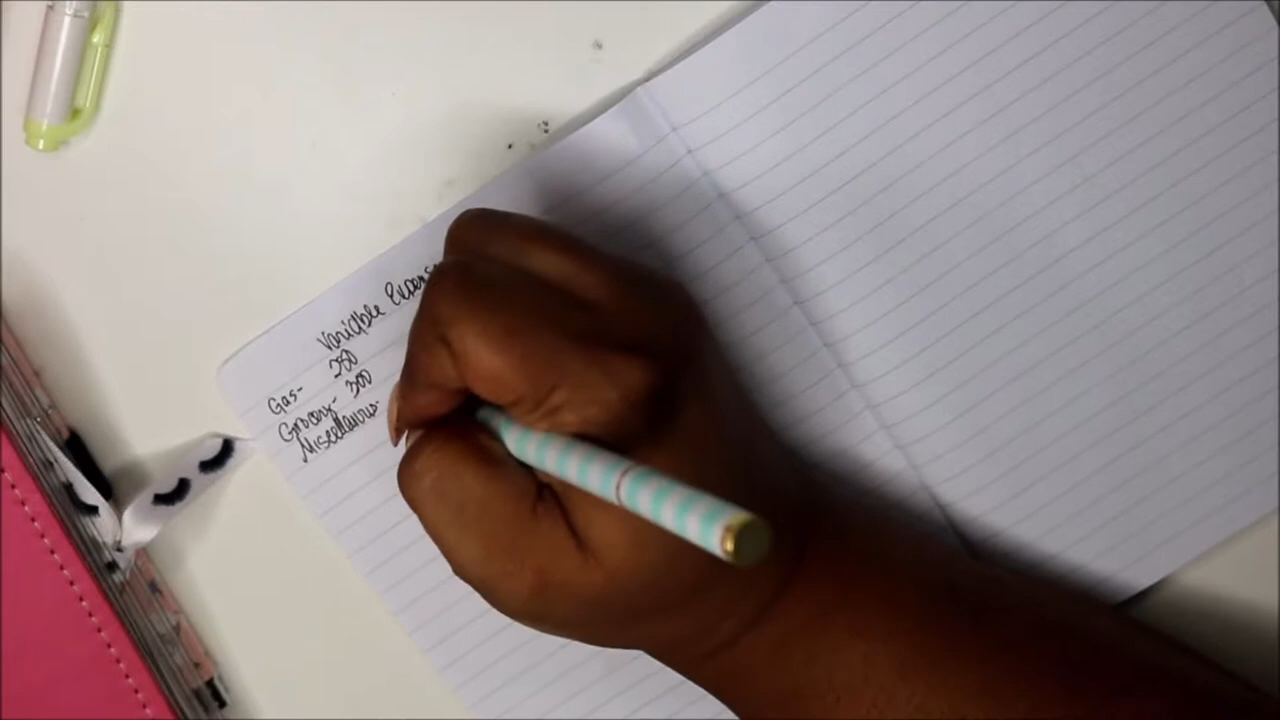 Variable Expens
Gas- 250
Grocery- 300
Miscellaneous-